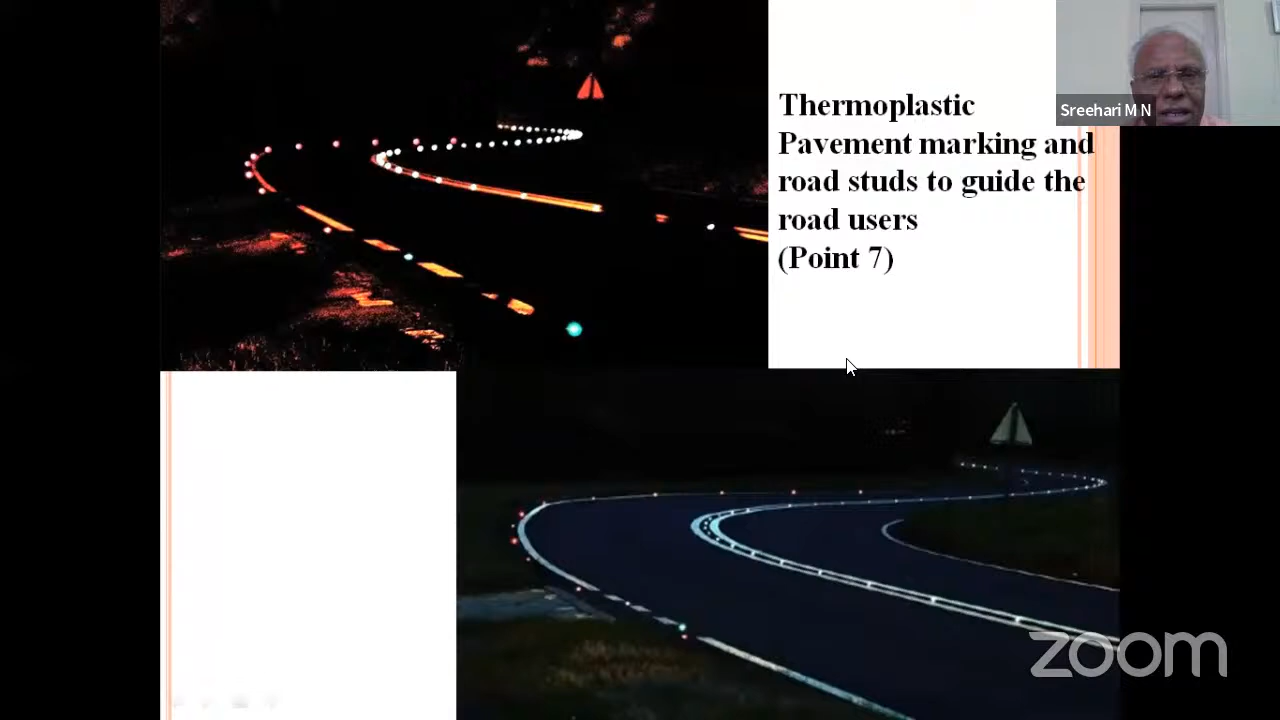 Sreehari M N
Thermoplastic
Pavement marking and
road studs to guide the
road users
(Point 7)
zoom